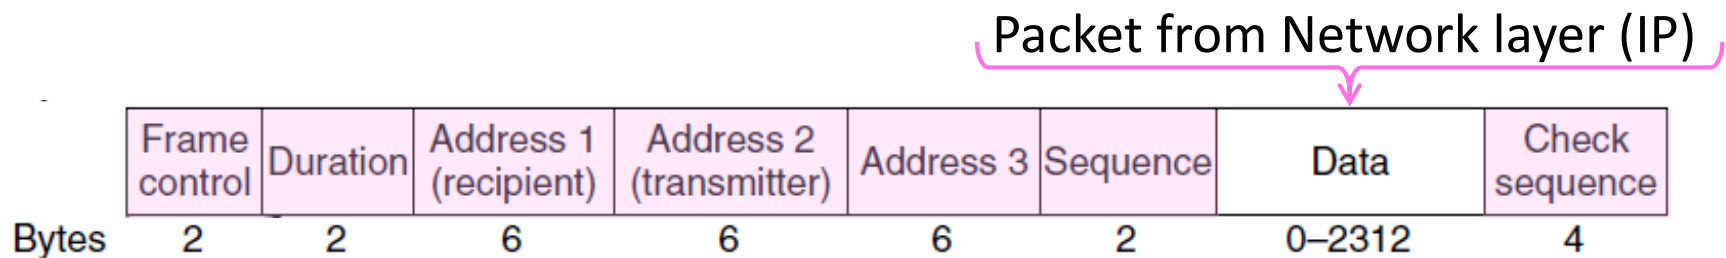 Packet from Network layer (IP)
Frame control Duration Address 1 (recipient) Address 2 (transmitter) Address 3 Sequence Data Check sequence
Bytes 2 2 6 6 6 2 0–2312 4